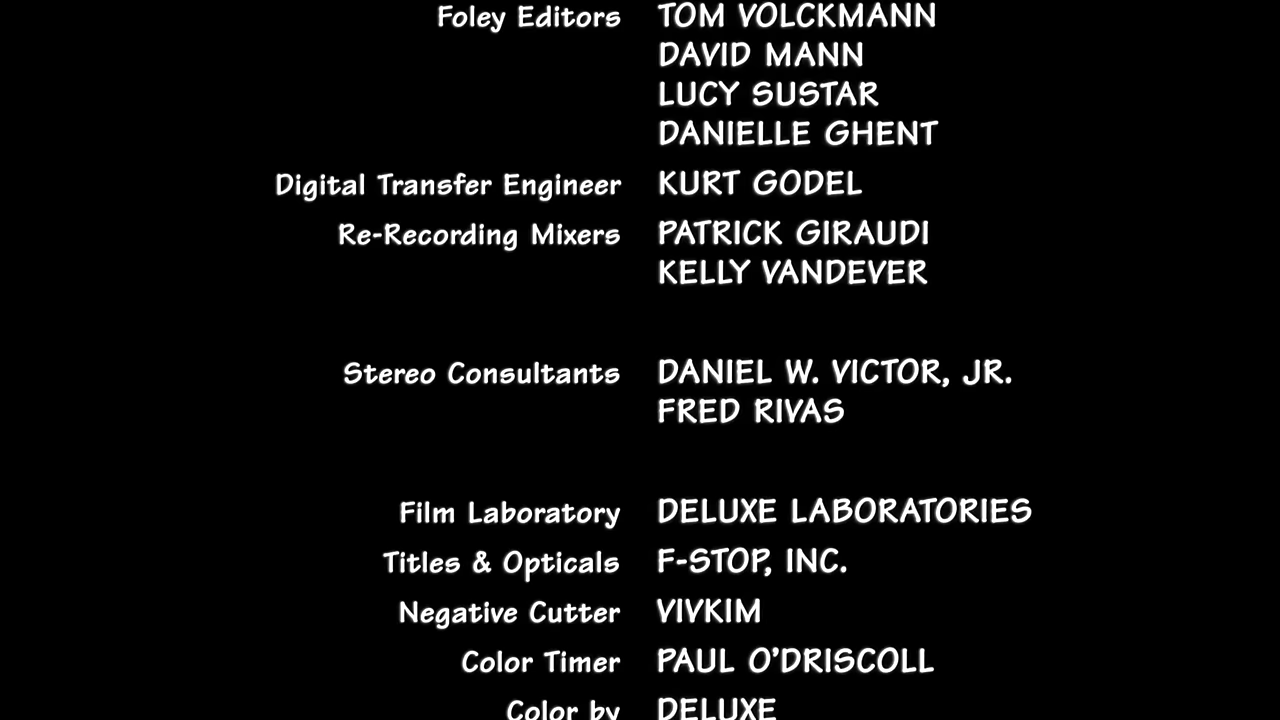 Foley Editors TOM VOLCKMANN
DAVID MANN
LUCY SUSTAR
DANIELLE GHENT
Digital Transfer Engineer KURT GODEL
Re-Recording Mixers PATRICK GIRAUDI
KELLY VANDEVER
Stereo Consultants DANIEL W. VICTOR, JR.
FRED RIVAS
Film Laboratory DELUXE LABORATORIES
Titles & Opticals F-STOP, INC.
Negative Cutter VIVKIM
Color Timer PAUL O'DRISCOLL
Color by DELUXE